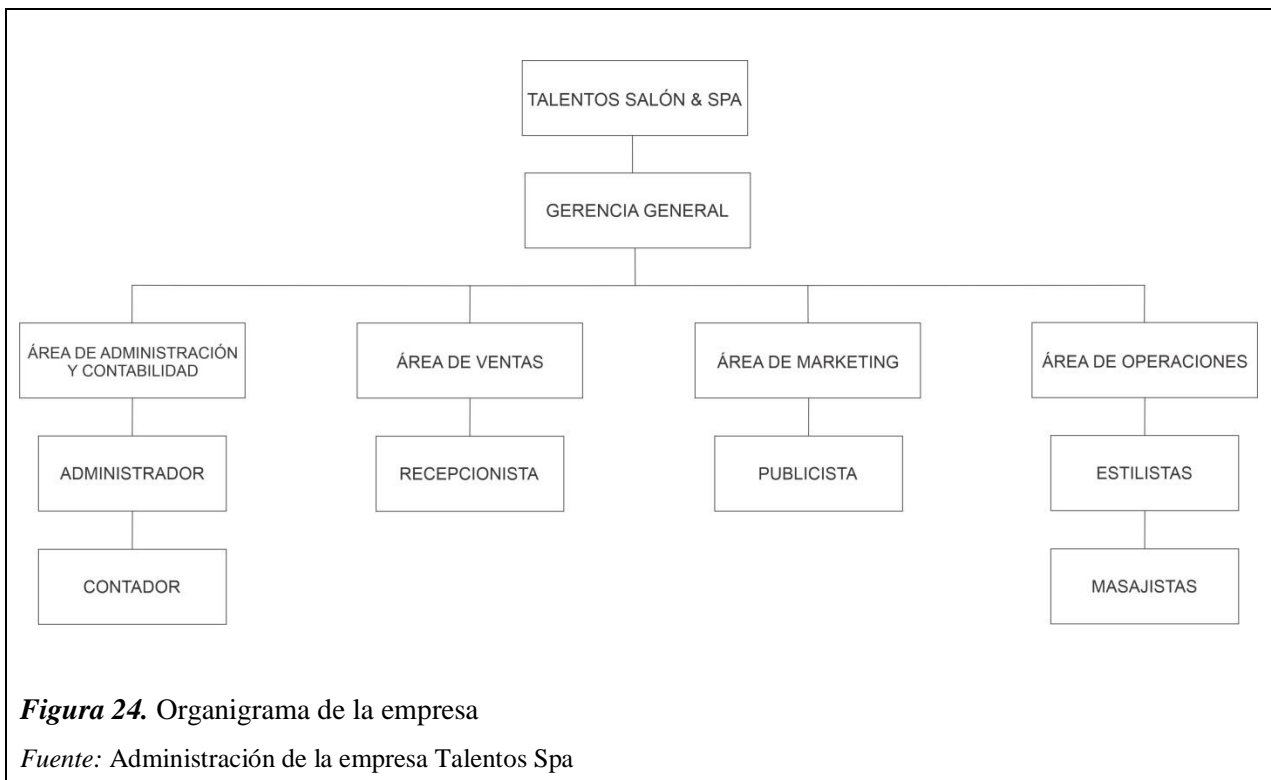 TALENTOS SALÓN & SPA
GERENCIA GENERAL
ÁREA DE ADMINISTRACIÓN
Y CONTABILIDAD
ÁREA DE VENTAS
ÁREA DE MARKETING
ÁREA DE OPERACIONES
ADMINISTRADOR
RECEPCIONISTA
PUBLICISTA
ESTILISTAS
CONTADOR
MASAJISTAS
Figura 24. Organigrama de la empresa
Fuente: Administración de la empresa Talentos Spa